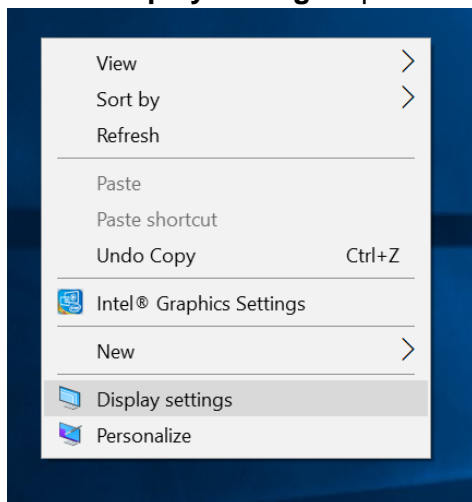 View
Sort by
Refresh
Paste
Paste shortcut
Undo Copy Ctrl+Z
Intel® Graphics Settings
New
Display settings
Personalize